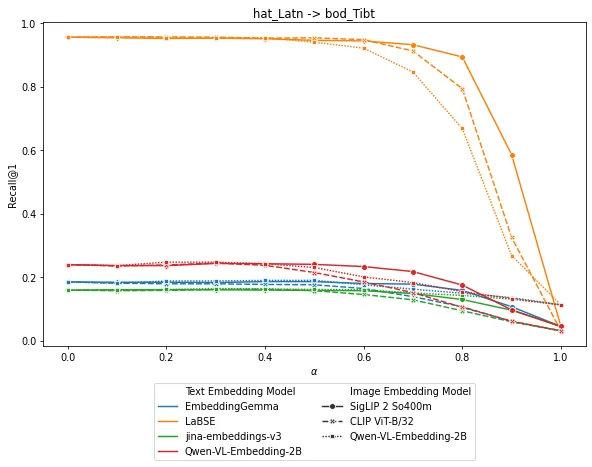 hat_Latn -> bod_Tibt
Recall@1
1.0
0.8
0.6
0.4
0.2
0.0
0.0 0.2 0.4 0.6 0.8 1.0
α
Text Embedding Model Image Embedding Model
EmbeddingGemma SigLIP 2 So400m
LaBSE CLIP ViT-B/32
jina-embeddings-v3 Qwen-VL-Embedding-2B
Qwen-VL-Embedding-2B